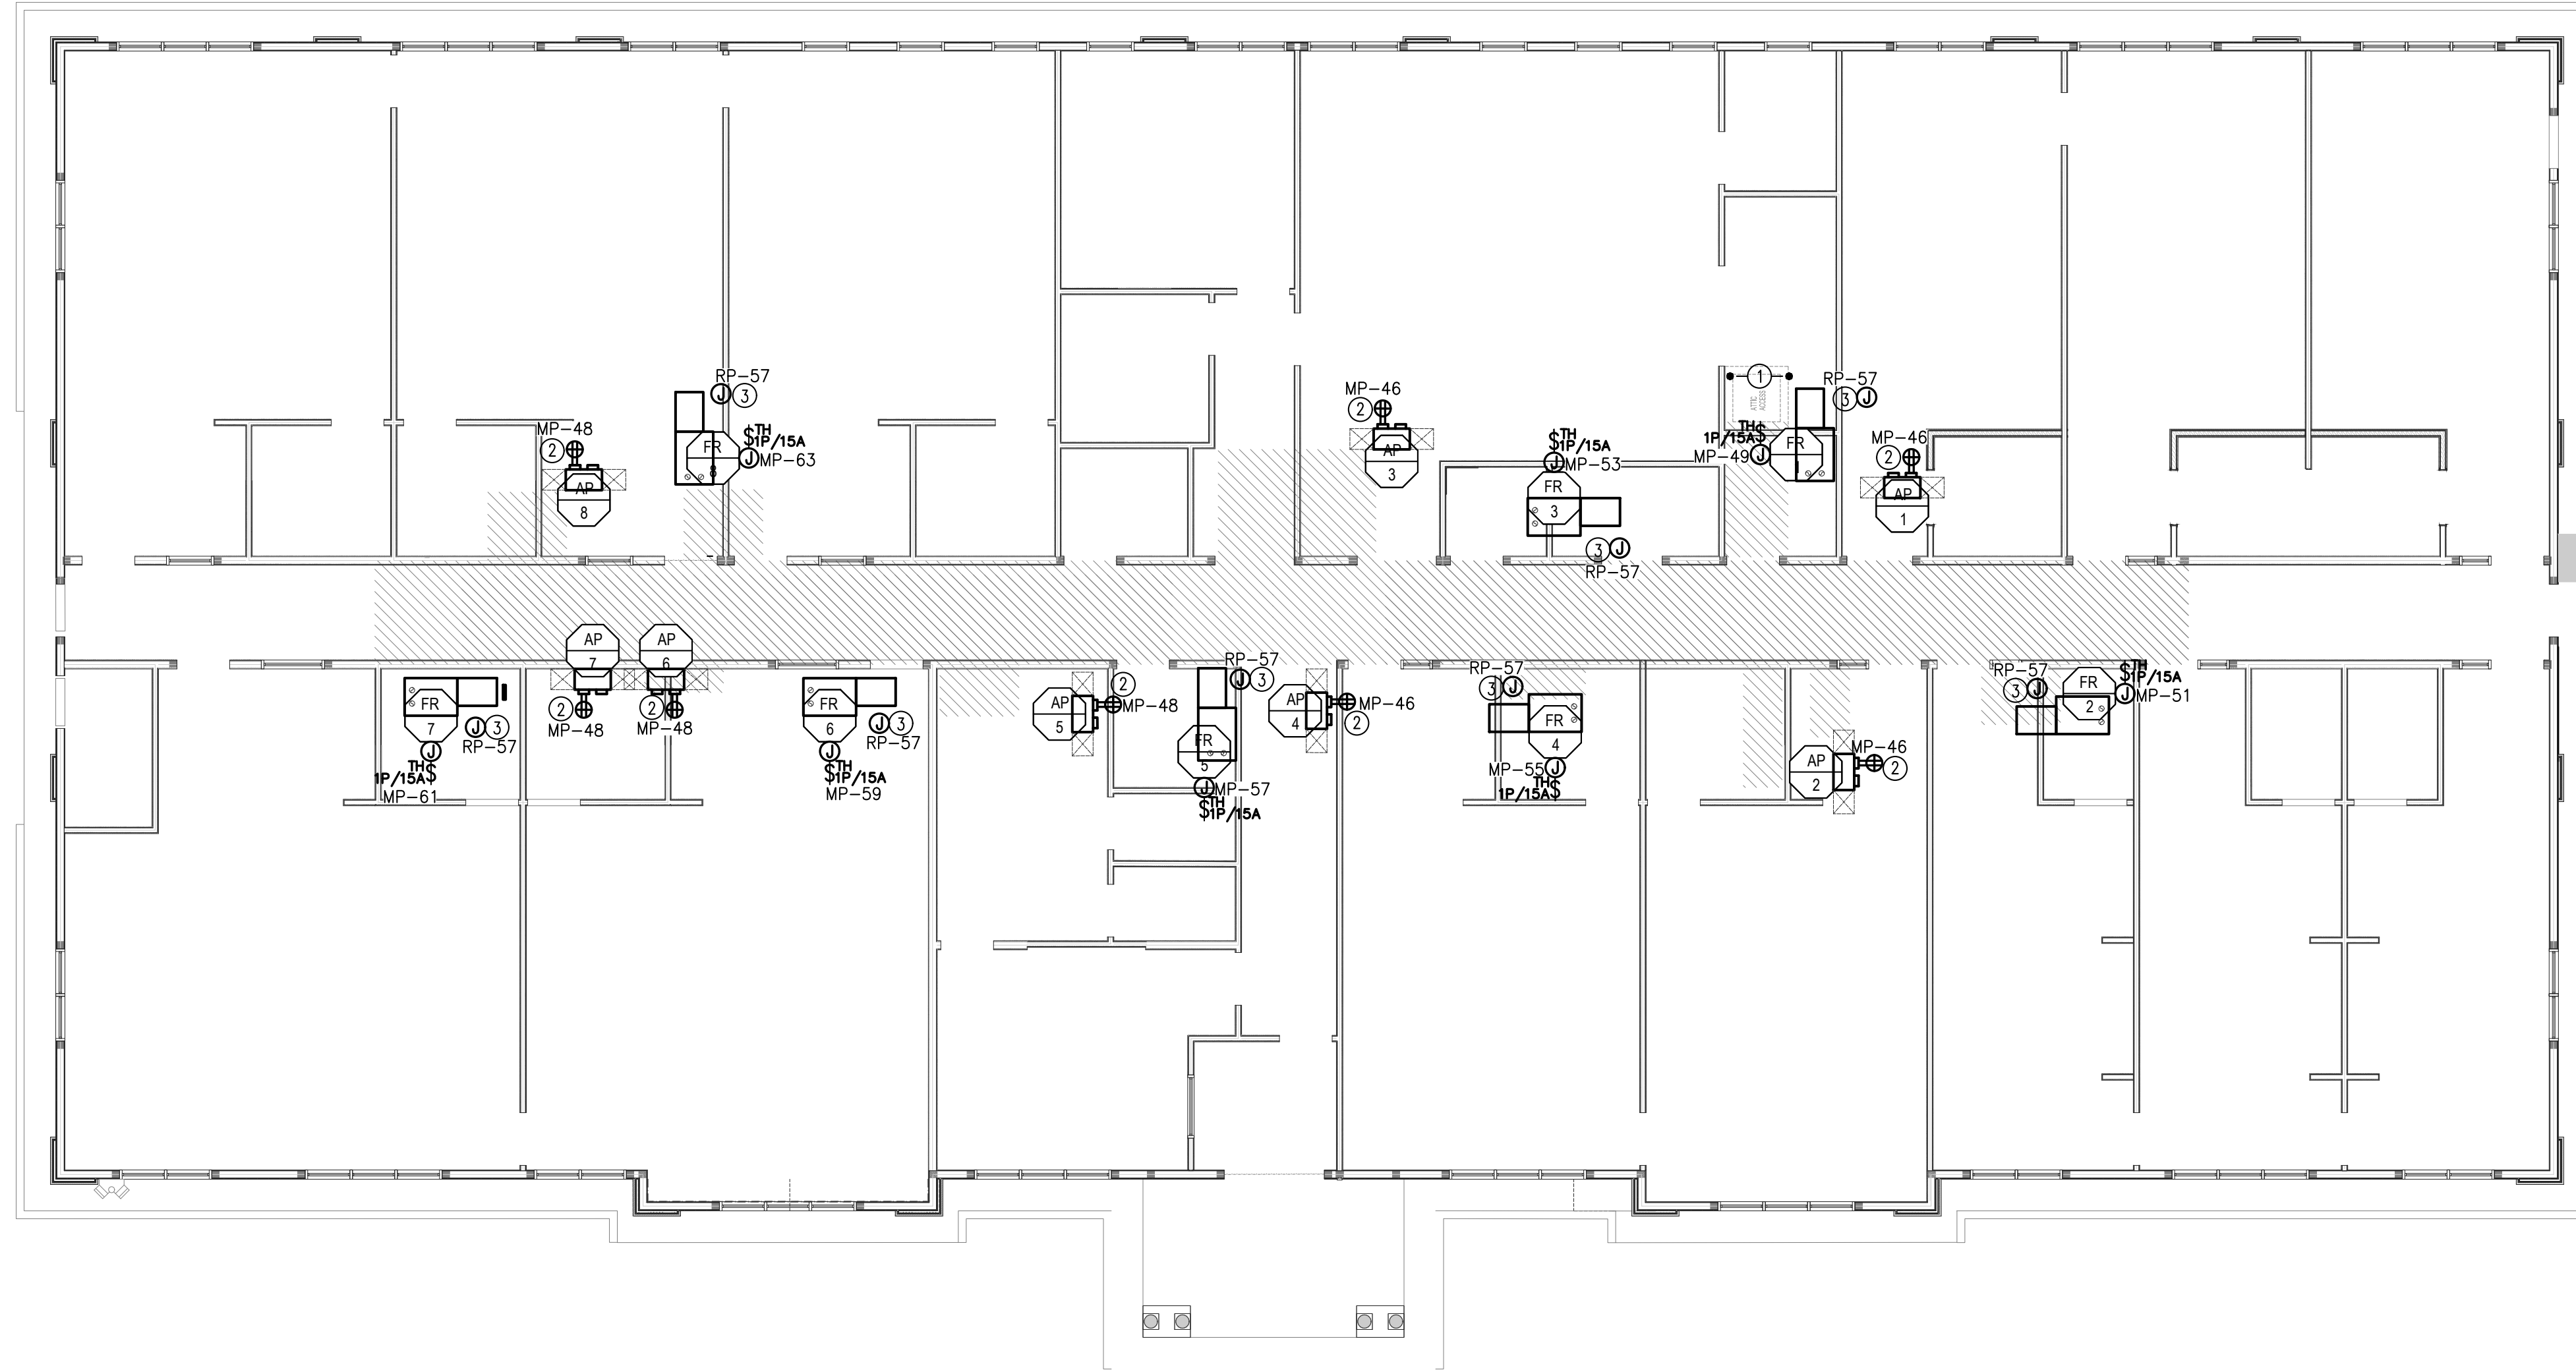 RP-57
J
3
$TH
1P/15A
FR
8
J
MP-63
MP-48
2
AP
8
MP-46
2
AP
3
$TH
1P/15A
J
MP-53
FR
3
3
J
RP-57
1
ATTIC
ACCESS
RP-57
3
J
TH$
1P/15A
MP-49
J
FR
MP-46
2
AP
1
AP
7
2
MP-48
AP
6
2
MP-48
FR
7
J
3
RP-57
J
TH
1P/15A$
MP-61
FR
6
J
3
RP-57
J
$TH
1P/15A
MP-59
2
AP
5
MP-48
RP-57
J
3
FR
5
J
MP-57
$TH
1P/15A
AP
4
MP-46
2
RP-57
3
J
FR
4
MP-55
J
TH
1P/15A$
MP-46
AP
2
2
RP-57
3
J
FR
2
$TH
1P/15A
J
MP-51